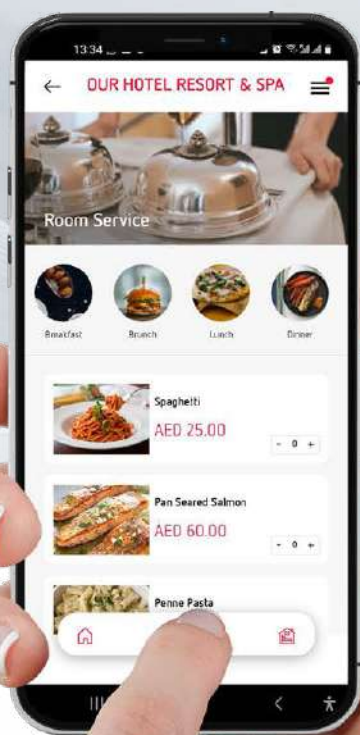 13:34
OUR HOTEL RESORT & SPA
Room Service
Breakfast
Brunch
Lunch
Dinner
Spaghetti
AED 25.00
- 0 +
Pan Seared Salmon
AED 60.00
- 0 +
Penne Pasta